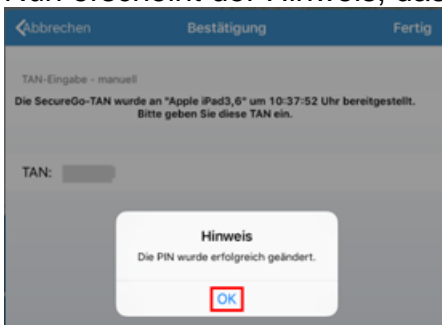 Abbrechen Bestätigung Fertig
TAN-Eingabe - manuell
Die SecureGo-TAN wurde an "Apple iPad3,6" um 10:37:52 Uhr bereitgestellt.
Bitte geben Sie diese TAN ein.
TAN:
Hinweis
Die PIN wurde erfolgreich geändert.
OK